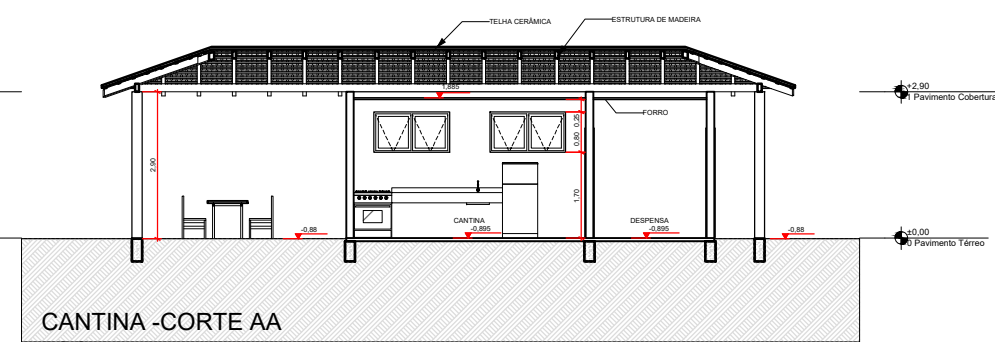 TELHA CERÂMICA
ESTRUTURA DE MADEIRA
1,885
+2,90
1 Pavimento Cobertura
FORRO
0,25
0,80
2,90
1,70
CANTINA
DESPENSA
-0,88
-0,895
-0,895
-0,88
±0,00
0 Pavimento Térreo
CANTINA -CORTE AA